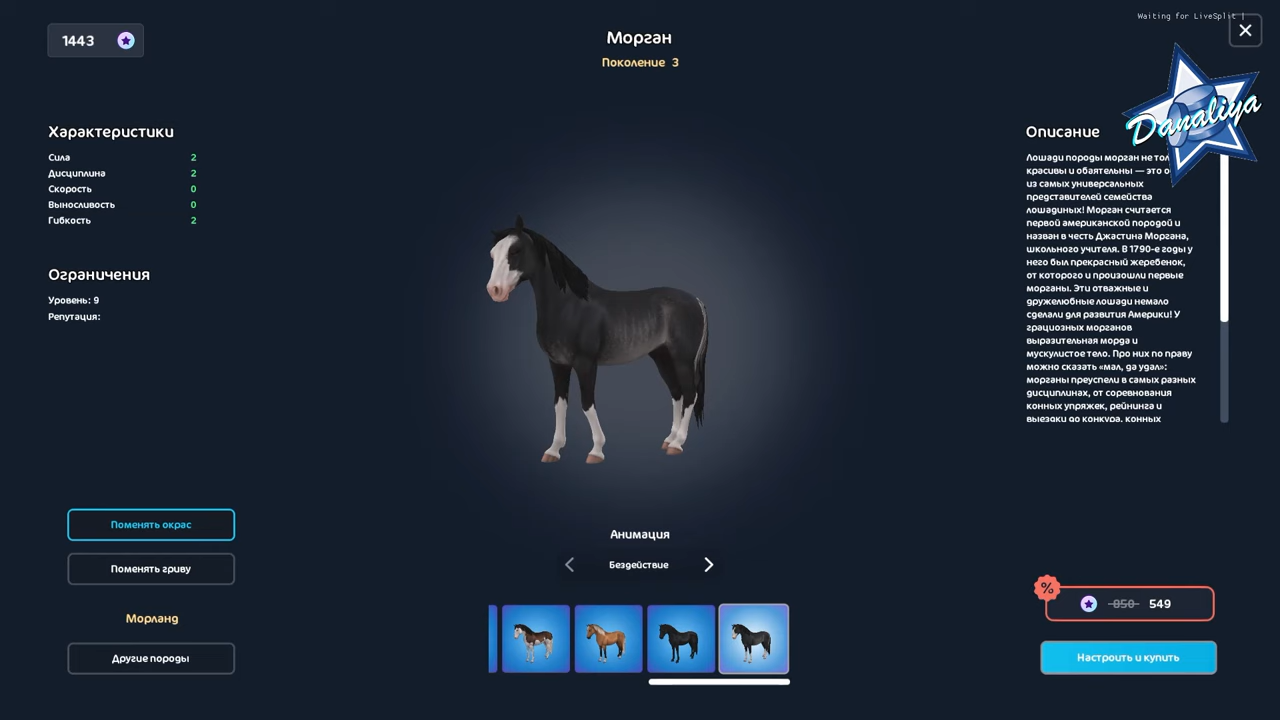 Waiting for LiveSplit |
1443
Морган
Поколение 3
Danaliya
Характеристики
Сила 2
Дисциплина 2
Скорость 0
Выносливость 0
Гибкость 2
Ограничения
Уровень: 9
Репутация:
Описание
Лошади породы морган не
красивы и обаятельны — это
из самых универсальных
представителей семейства
лошадиных! Морган считается
первой американской породой и
назван в честь Джастина Моргана,
школьного учителя. В 1790-е годы у
него был прекрасный жеребенок,
от которого и произошли первые
морганы. Эти отважные и
дружелюбные лошади немало
сделали для развития Америки! У
грациозных морганов
выразительная морда и
мускулистое тело. Про них по праву
можно сказать «мал, да удал»:
морганы преуспели в самых разных
дисциплинах, от соревнования
конных упряжек, рейнинга и
выездки до конкура, конных
Поменять окрас
Поменять гриву
Морланд
Другие породы
Анимация
Бездействие
% 850 549
Настроить и купить